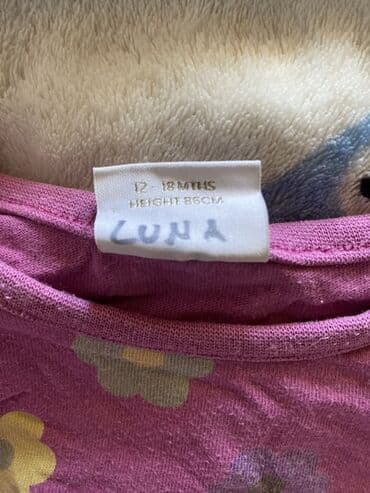 12 - 18 MTHS
HEIGHT 86CM
LUNA